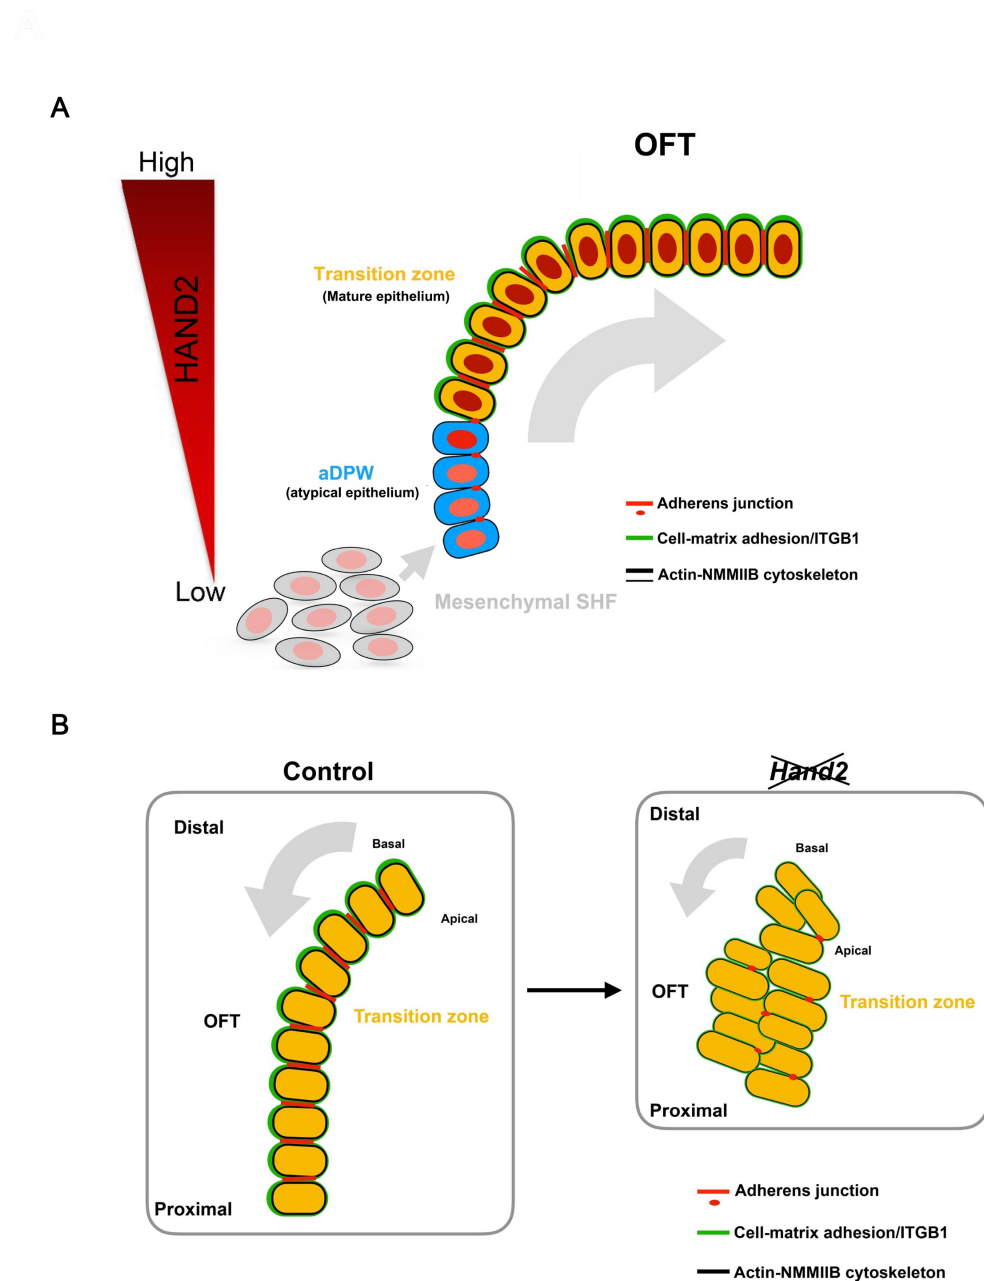 A
A
OFT
High
HAND2
Transition zone
(Mature epithelium)
aDPW
(atypical epithelium)
Low
Mesenchymal SHF
Adherens junction
Cell-matrix adhesion/ITGB1
Actin-NMMIIB cytoskeleton
B
Control
Distal
Basal
Apical
OFT
Transition zone
Proximal
Hand2
Distal
Basal
Apical
OFT
Transition zone
Proximal
Adherens junction
Cell-matrix adhesion/ITGB1
Actin-NMMIIB cytoskeleton